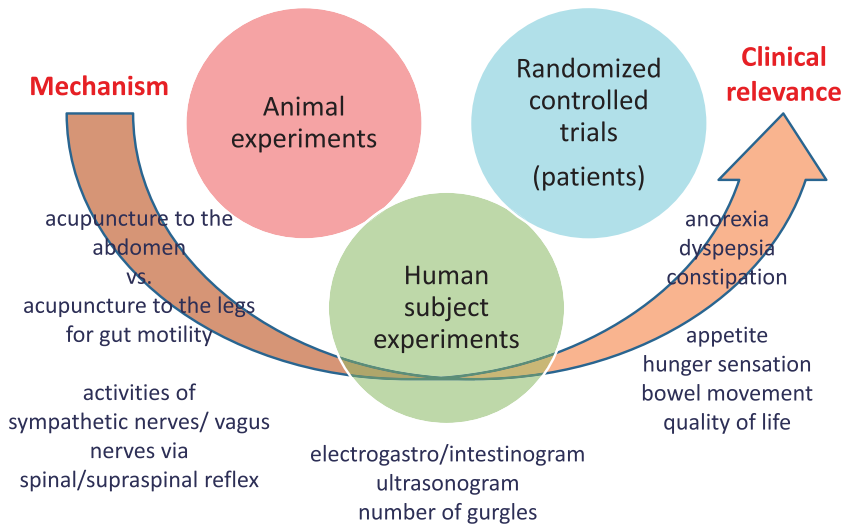 Mechanism
Animal
experiments
Randomized
controlled
trials
(patients)
Clinical
relevance
acupuncture to the
abdomen
vs.
acupuncture to the legs
for gut motility
activities of
sympathetic nerves/ vagus
nerves via
spinal/supraspinal reflex
Human
subject
experiments
electrogastro/intestinogram
ultrasonogram
number of gurgles
anorexia
dyspepsia
constipation
appetite
hunger sensation
bowel movement
quality of life